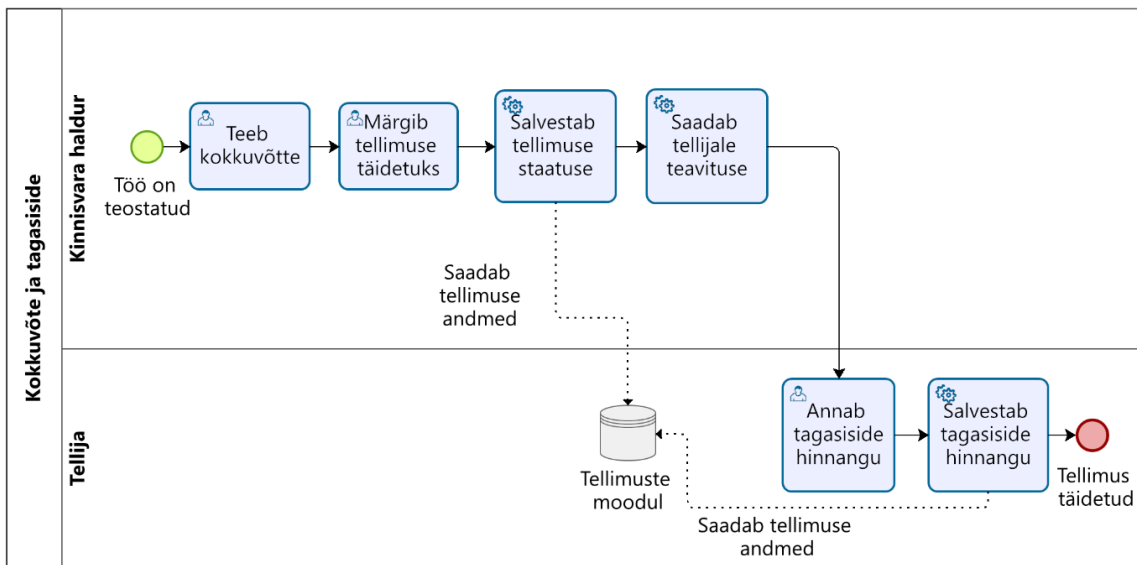 Kokkuvõte ja tagasiside
Kinnisvara haldur
Töö on
teostatud
Teeb
kokkuvõtte
Märgib
tellimuse
täidetuks
Salvestab
tellimuse
staatuse
Saadab
tellijale
teavituse
Saadab
tellimuse
andmed
Tellija
Tellimuste
moodul
Annab
tagasiside
hinnangu
Salvestab
tagasiside
hinnangu
Tellimus
täidetud
Saadab tellimuse
andmed